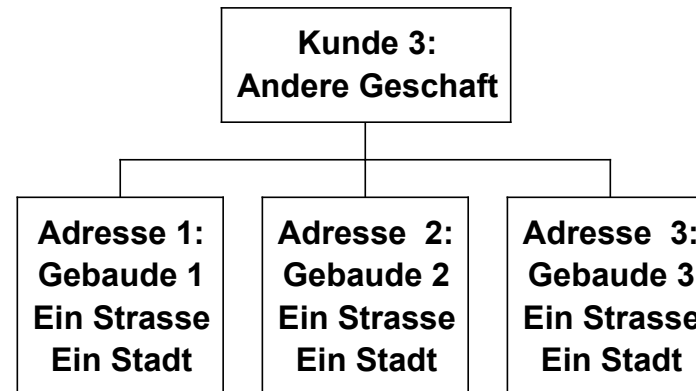 Kunde 3:
Andere Geschaft
Adresse 1:
Gebaude 1
Ein Strasse
Ein Stadt
Adresse  2:
Gebaude 2
Ein Strasse
Ein Stadt
Adresse  3:
Gebaude 3
Ein Strasse
Ein Stadt